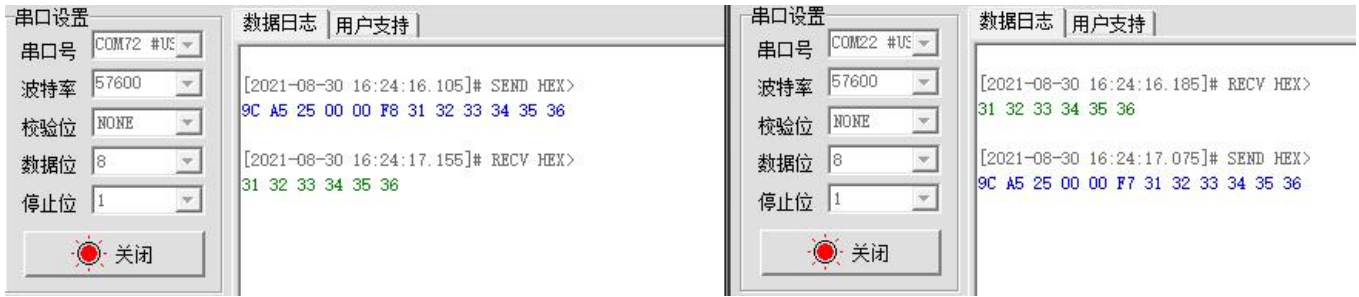 串口设置
串口号 COM72 #US
波特率 57600
校验位 NONE
数据位 8
停止位 1
关闭
数据日志 用户支持
[2021-08-30 16:24:16.105]# SEND HEX>
9C A5 25 00 00 F8 31 32 33 34 35 36
[2021-08-30 16:24:17.155]# RECV HEX>
31 32 33 34 35 36
串口设置
串口号 COM22 #US
波特率 57600
校验位 NONE
数据位 8
停止位 1
关闭
数据日志 用户支持
[2021-08-30 16:24:16.185]# RECV HEX>
31 32 33 34 35 36
[2021-08-30 16:24:17.075]# SEND HEX>
9C A5 25 00 00 F7 31 32 33 34 35 36